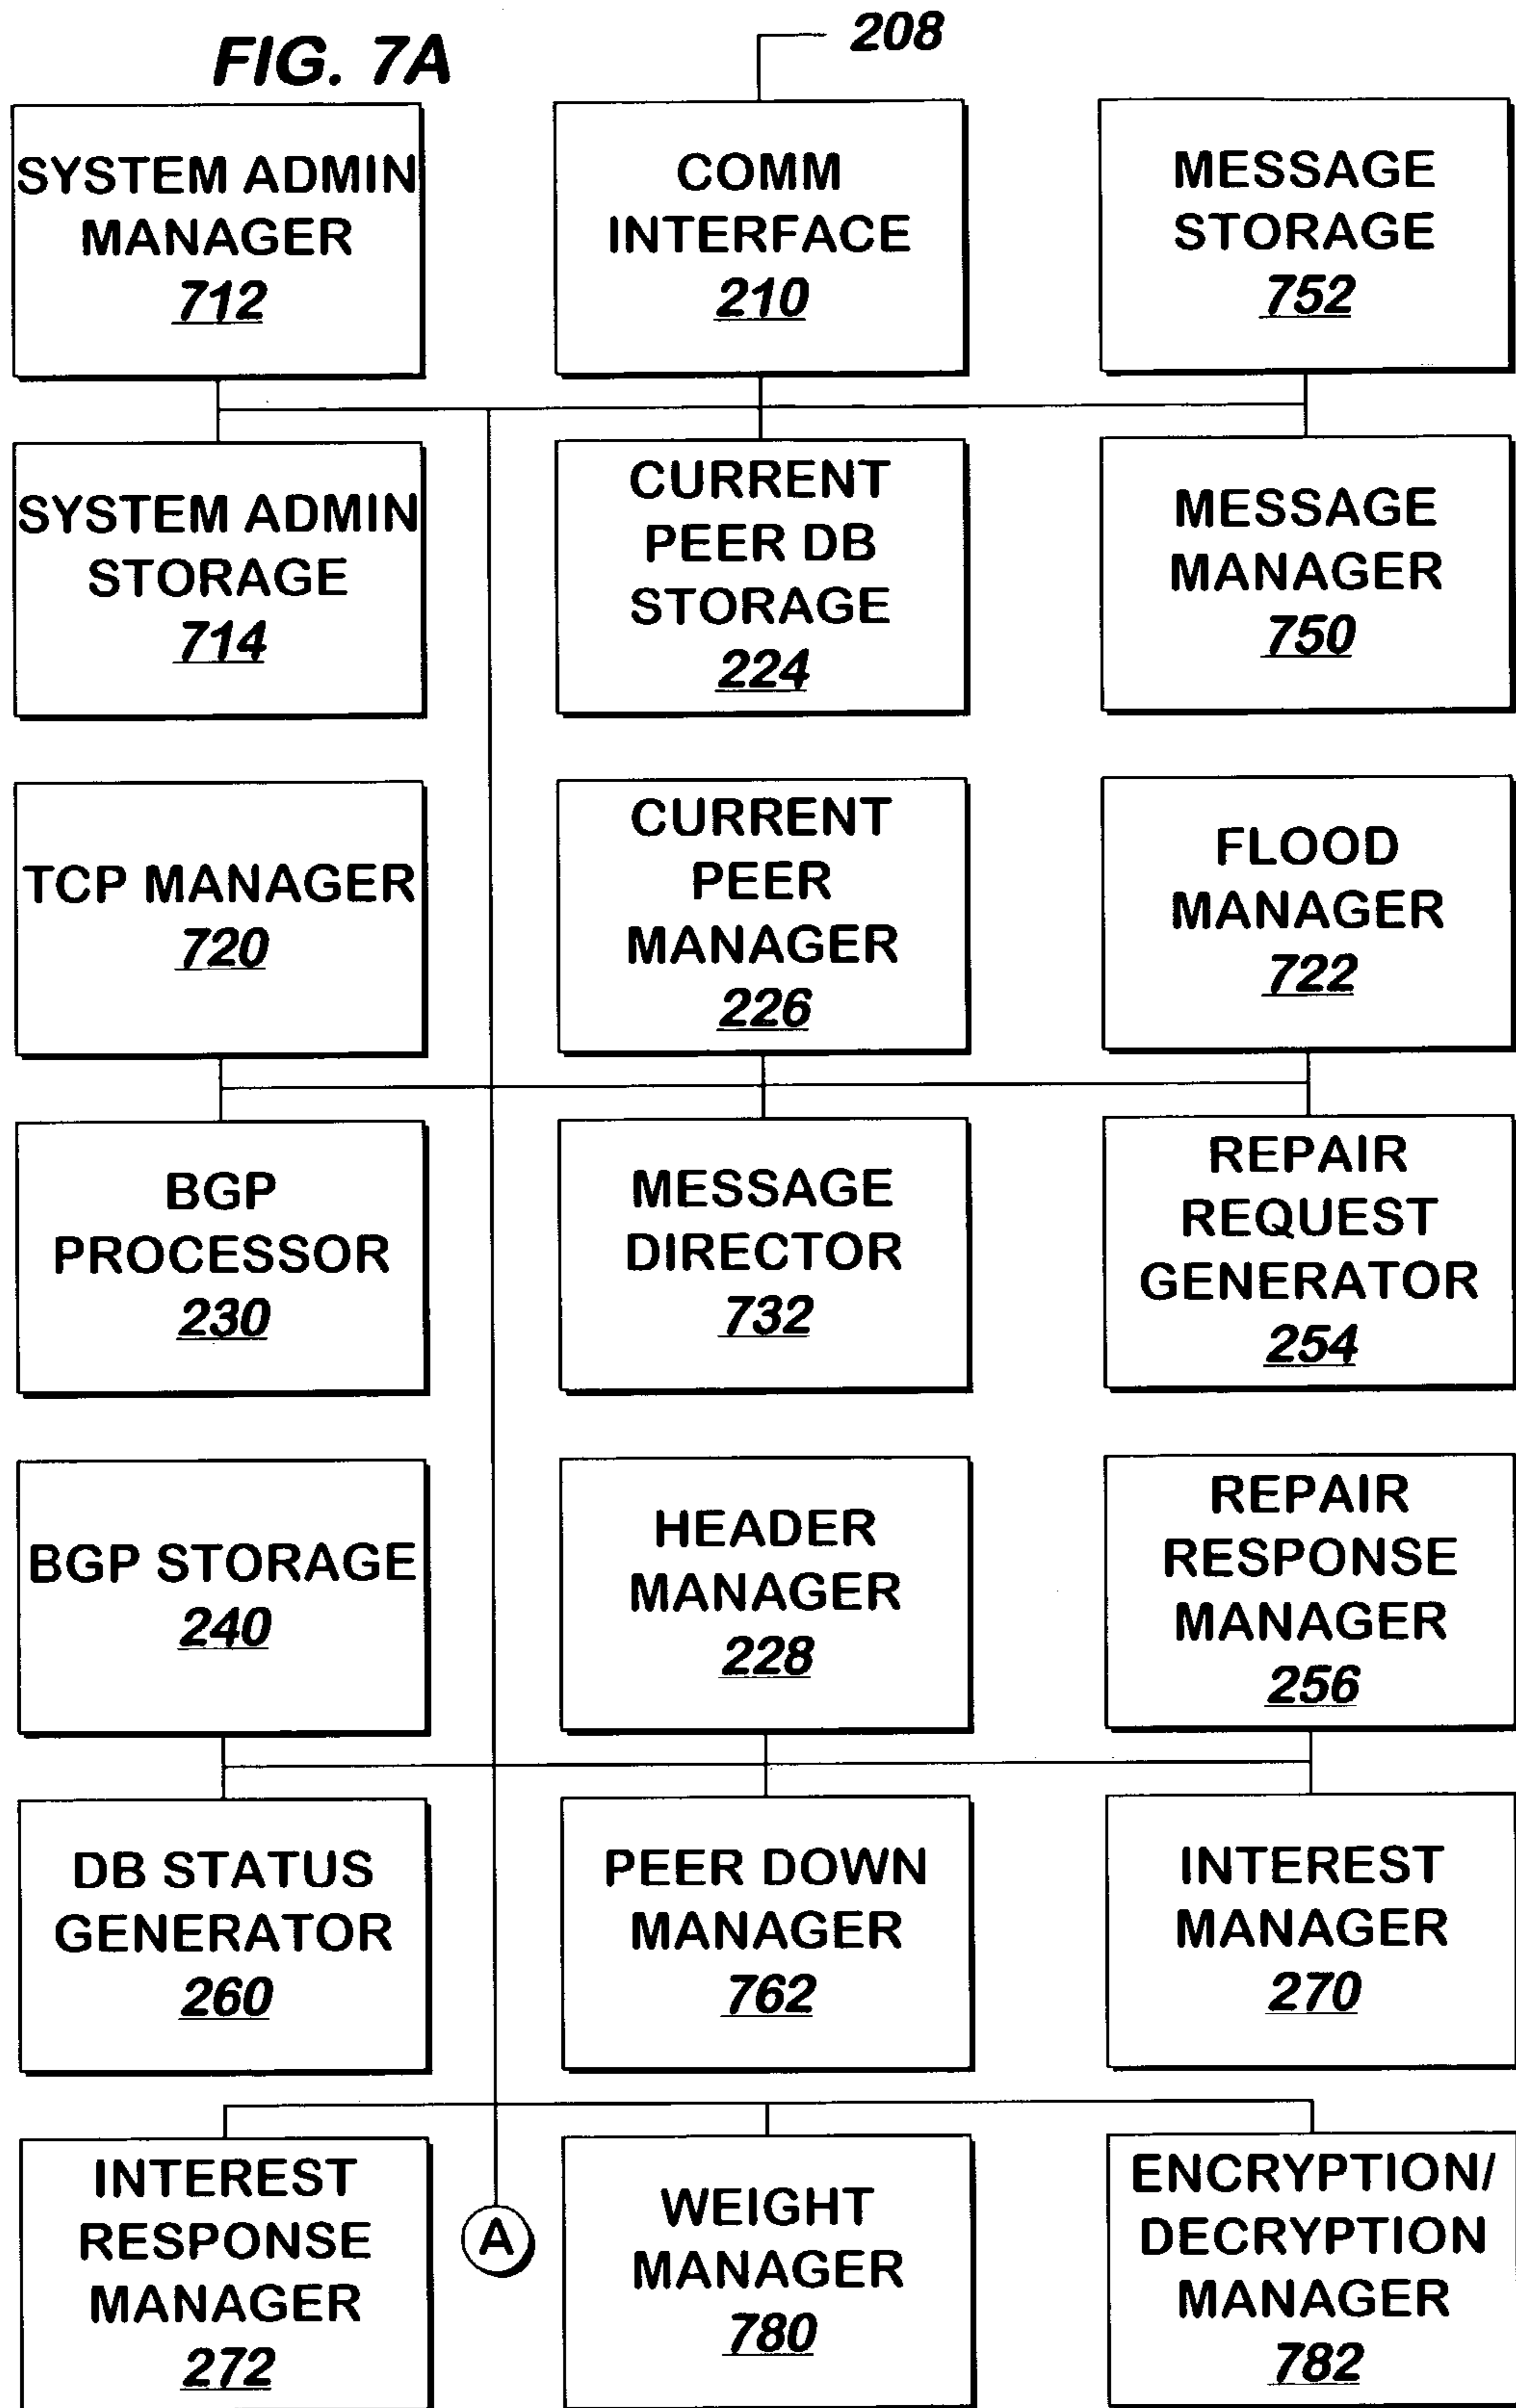 FIG. 7A
208
SYSTEM ADMIN
MANAGER
712
COMM
INTERFACE
210
MESSAGE
STORAGE
752
SYSTEM ADMIN
STORAGE
714
CURRENT
PEER DB
STORAGE
224
MESSAGE
MANAGER
750
TCP MANAGER
720
CURRENT
PEER
MANAGER
226
FLOOD
MANAGER
722
BGP
PROCESSOR
230
MESSAGE
DIRECTOR
732
REPAIR
REQUEST
GENERATOR
254
BGP STORAGE
240
HEADER
MANAGER
228
REPAIR
RESPONSE
MANAGER
256
DB STATUS
GENERATOR
260
PEER DOWN
MANAGER
762
INTEREST
MANAGER
270
INTEREST
RESPONSE
MANAGER
272
A
WEIGHT
MANAGER
780
ENCRYPTION/
DECRYPTION
MANAGER
782